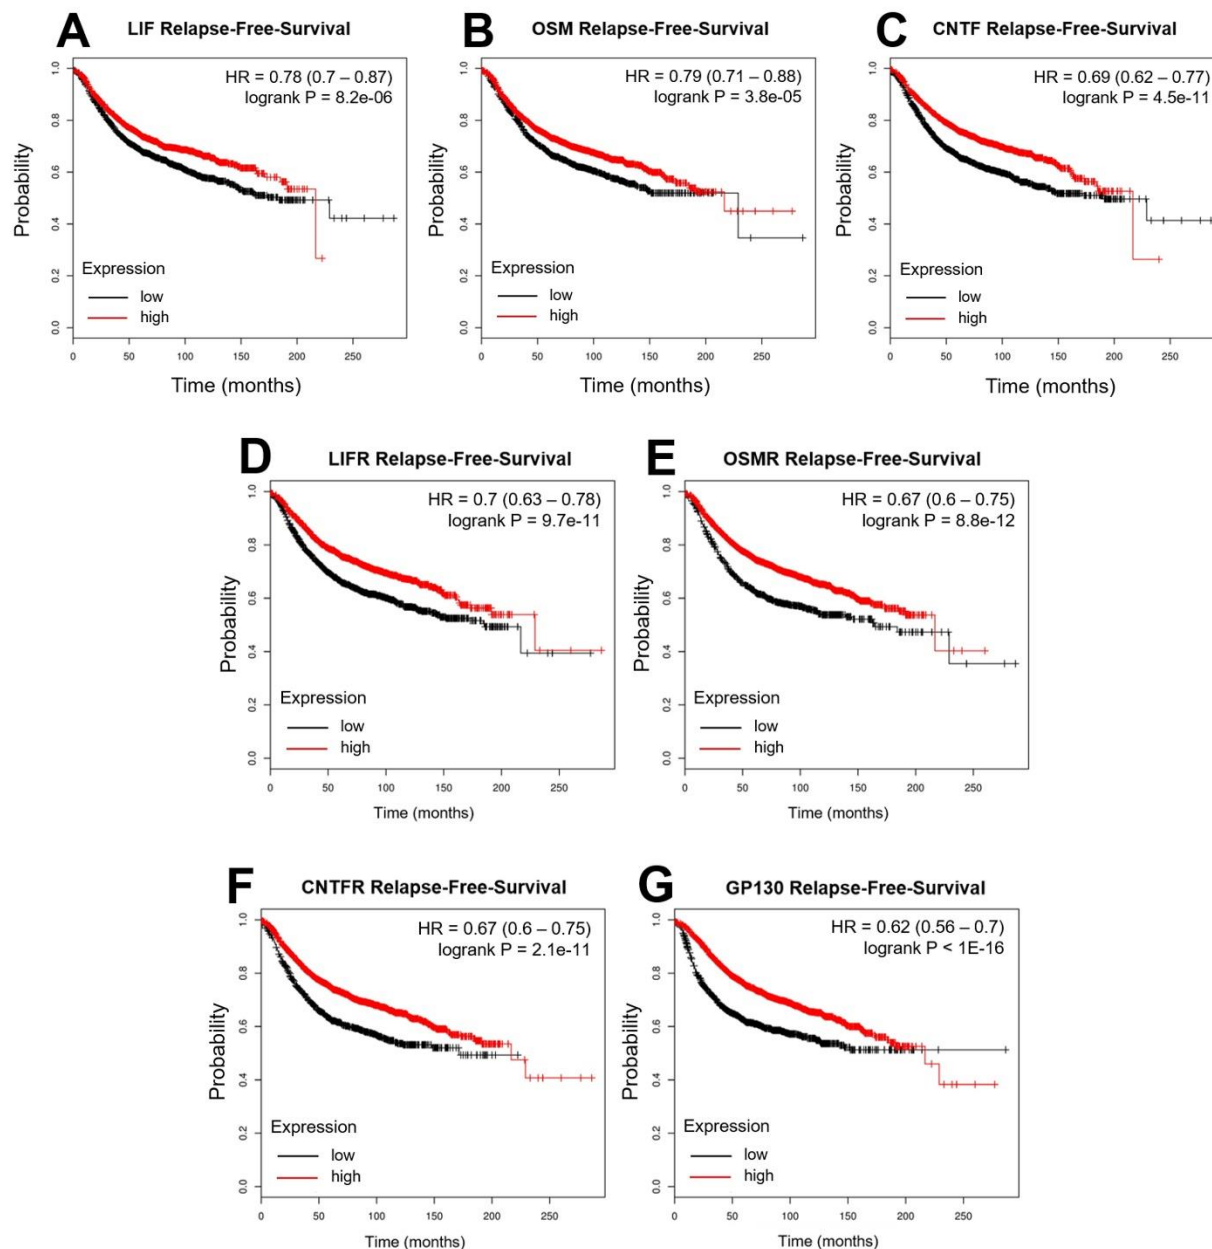 A
LIF Relapse-Free-Survival
HR = 0.78 (0.7 – 0.87)
logrank P = 8.2e-06
Probability
1.0
0.8
0.6
0.4
0.2
0.0
Expression
low
high
0 50 100 150 200 250
Time (months)
B
OSM Relapse-Free-Survival
HR = 0.79 (0.71 – 0.88)
logrank P = 3.8e-05
Probability
1.0
0.8
0.6
0.4
0.2
0.0
Expression
low
high
0 50 100 150 200 250
Time (months)
C
CNTF Relapse-Free-Survival
HR = 0.69 (0.62 – 0.77)
logrank P = 4.5e-11
Probability
1.0
0.8
0.6
0.4
0.2
0.0
Expression
low
high
0 50 100 150 200 250
Time (months)
D
LIFR Relapse-Free-Survival
HR = 0.7 (0.63 – 0.78)
logrank P = 9.7e-11
Probability
1.0
0.8
0.6
0.4
0.2
0.0
Expression
low
high
0 50 100 150 200 250
Time (months)
E
OSMR Relapse-Free-Survival
HR = 0.67 (0.6 – 0.75)
logrank P = 8.8e-12
Probability
1.0
0.8
0.6
0.4
0.2
0.0
Expression
low
high
0 50 100 150 200 250
Time (months)
F
CNTFR Relapse-Free-Survival
HR = 0.67 (0.6 – 0.75)
logrank P = 2.1e-11
Probability
1.0
0.8
0.6
0.4
0.2
0.0
Expression
low
high
0 50 100 150 200 250
Time (months)
G
GP130 Relapse-Free-Survival
HR = 0.62 (0.56 – 0.7)
logrank P < 1E-16
Probability
1.0
0.8
0.6
0.4
0.2
0.0
Expression
low
high
0 50 100 150 200 250
Time (months)